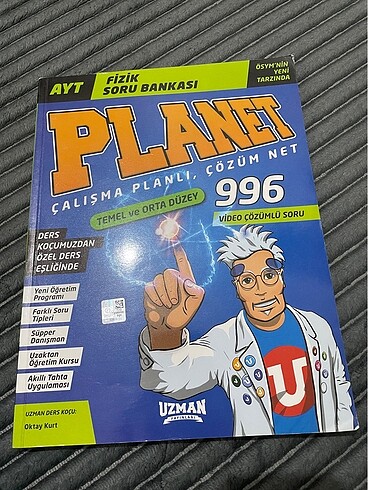 AYT
FİZİK
SORU BANKASI
ÖSYM'NİN
YENİ
TARZINDA
PLANET
ÇALIŞMA PLANLI, ÇÖZÜM NET
TEMEL ve ORTA DÜZEY
996
VİDEO ÇÖZÜMLÜ SORU
DERS
KOÇUMUZDAN
ÖZEL DERS
EŞLİĞİNDE
Yeni Öğretim
Programı
Farklı Soru
Tipleri
Süpper
Danışman
Uzaktan
Öğretim Kursu
Akıllı Tahta
Uygulaması
UZMAN DERS KOÇU:
Oktay Kurt
UZMAN
YAYINLARI